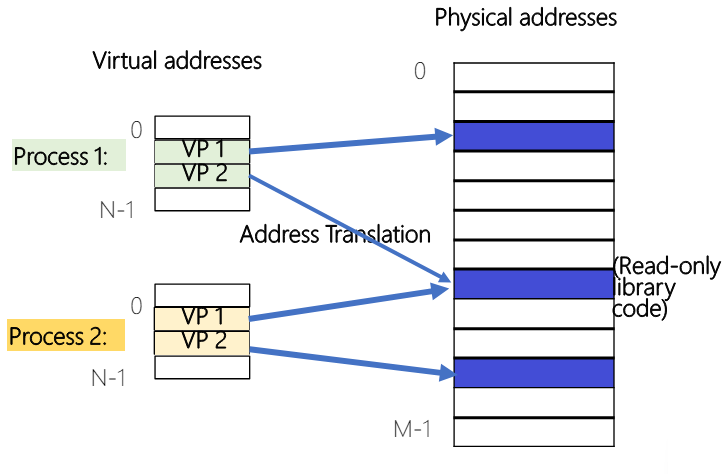 Physical addresses
Virtual addresses
0
0
VP 1
Process 1:
VP 2
N-1
Address Translation
(Read-only
library
code)
0
VP 1
Process 2:
VP 2
N-1
M-1